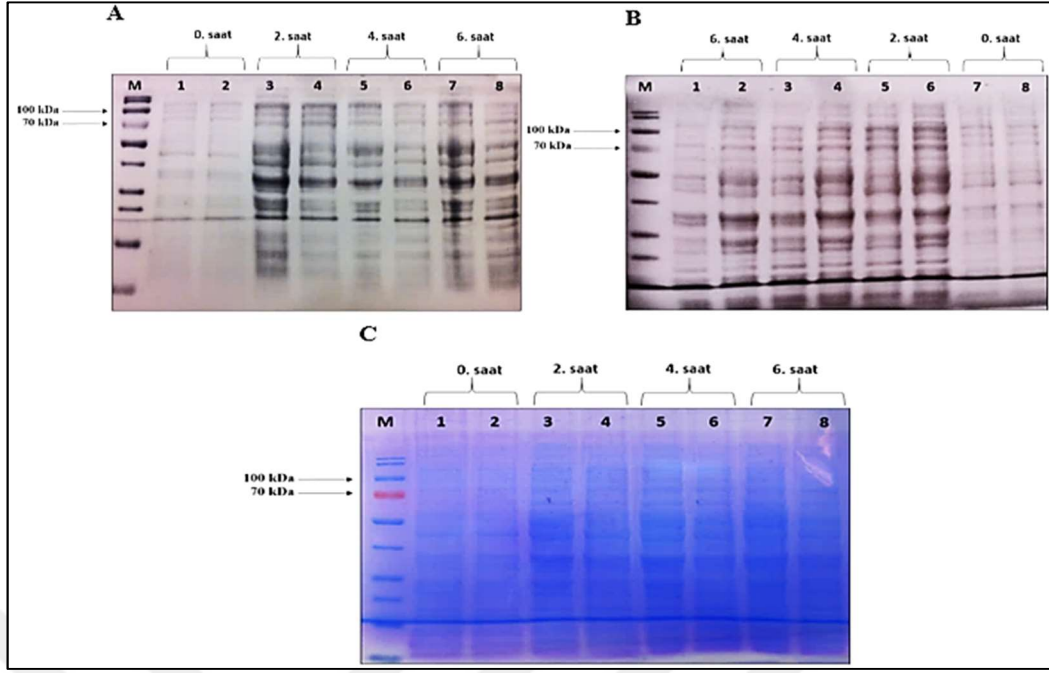 A
0. saat 2. saat 4. saat 6. saat
M 1 2 3 4 5 6 7 8
100 kDa
70 kDa
B
6. saat 4. saat 2. saat 0. saat
M 1 2 3 4 5 6 7 8
100 kDa
70 kDa
C
0. saat 2. saat 4. saat 6. saat
M 1 2 3 4 5 6 7 8
100 kDa
70 kDa